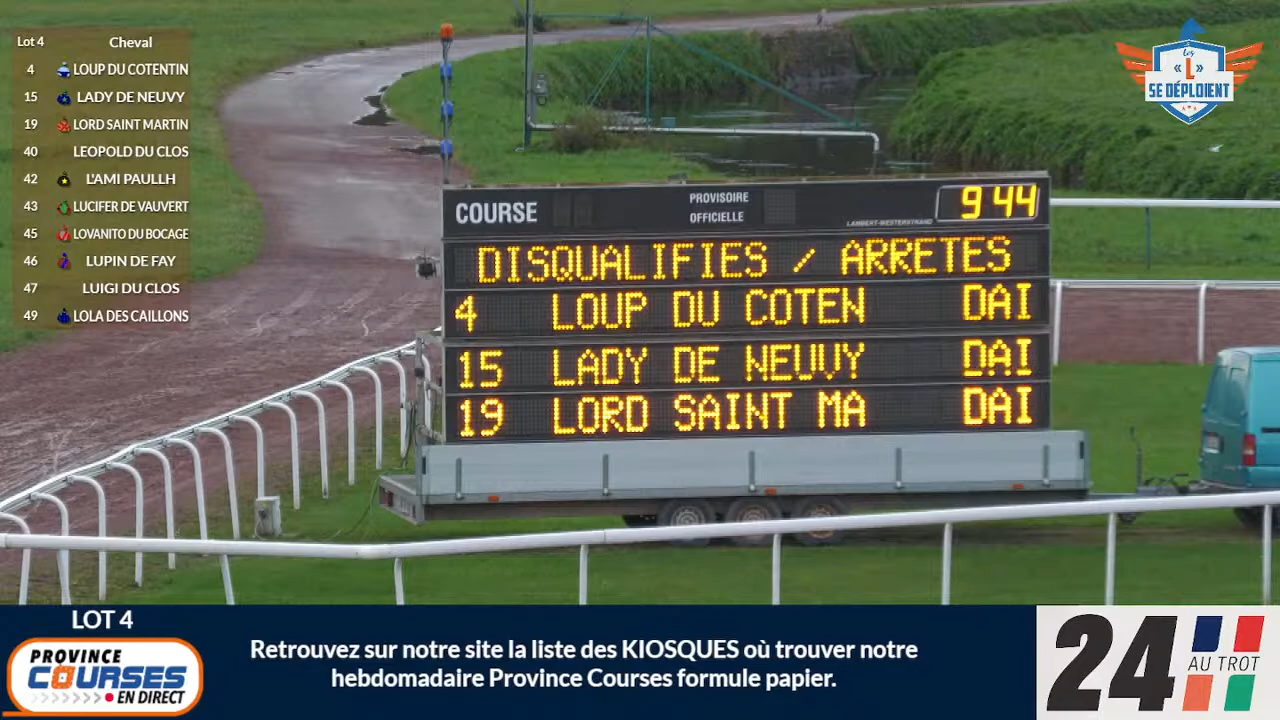 Lot 4 Cheval
4 LOUP DU COTENTIN
15 LADY DE NEUVY
19 LORD SAINT MARTIN
40 LEOPOLD DU CLOS
42 L'AMI PAULLH
43 LUCIFER DE VAUVERT
45 LOVANITO DU BOCAGE
46 LUPIN DE FAY
47 LUIGI DU CLOS
49 LOLA DES CAILLONS
Les
«L»
SE DÉPLOIENT
COURSE
PROVISOIRE
OFFICIELLE
9 44
DISQUALIFIES / ARRETES
4 LOUP DU COTEN DAI
15 LADY DE NEUVY DAI
19 LORD SAINT MA DAI
LOT 4
PROVINCE
COURSES
EN DIRECT
Retrouvez sur notre site la liste des KIOSQUES où trouver notre
hebdomadaire Province Courses formule papier.
24
AU TROT